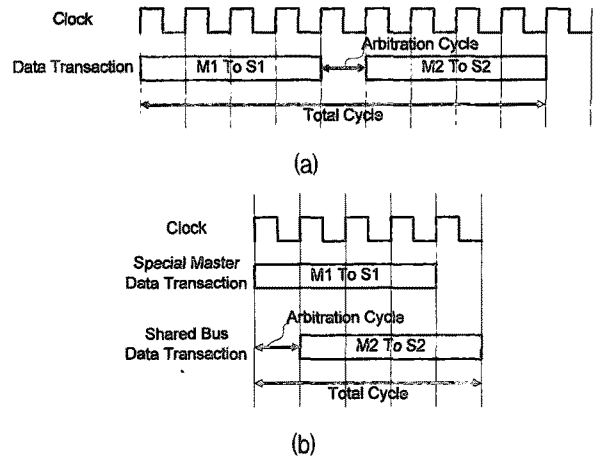 Clock
Arbitration Cycle
Data Transaction
M1 To S1
M2 To S2
Total Cycle
(a)
Clock
Special Master
Data Transaction
M1 To S1
Arbitration Cycle
Shared Bus
Data Transaction
M2 To S2
Total Cycle
(b)